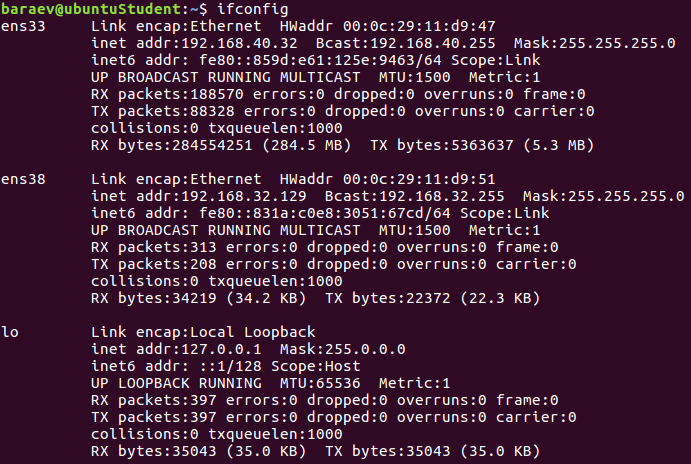 baraev@ubuntuStudent:~$ ifconfig
ens33     Link encap:Ethernet  HWaddr 00:0c:29:11:d9:47
          inet addr:192.168.40.32  Bcast:192.168.40.255  Mask:255.255.255.0
          inet6 addr: fe80::859d:e61:125e:9463/64 Scope:Link
          UP BROADCAST RUNNING MULTICAST  MTU:1500  Metric:1
          RX packets:188570 errors:0 dropped:0 overruns:0 frame:0
          TX packets:88328 errors:0 dropped:0 overruns:0 carrier:0
          collisions:0 txqueuelen:1000
          RX bytes:284554251 (284.5 MB)  TX bytes:5363637 (5.3 MB)

ens38     Link encap:Ethernet  HWaddr 00:0c:29:11:d9:51
          inet addr:192.168.32.129  Bcast:192.168.32.255  Mask:255.255.255.0
          inet6 addr: fe80::831a:c0e8:3051:67cd/64 Scope:Link
          UP BROADCAST RUNNING MULTICAST  MTU:1500  Metric:1
          RX packets:313 errors:0 dropped:0 overruns:0 frame:0
          TX packets:208 errors:0 dropped:0 overruns:0 carrier:0
          collisions:0 txqueuelen:1000
          RX bytes:34219 (34.2 KB)  TX bytes:22372 (22.3 KB)

lo        Link encap:Local Loopback
          inet addr:127.0.0.1  Mask:255.0.0.0
          inet6 addr: ::1/128 Scope:Host
          UP LOOPBACK RUNNING  MTU:65536  Metric:1
          RX packets:397 errors:0 dropped:0 overruns:0 frame:0
          TX packets:397 errors:0 dropped:0 overruns:0 carrier:0
          collisions:0 txqueuelen:1000
          RX bytes:35043 (35.0 KB)  TX bytes:35043 (35.0 KB)